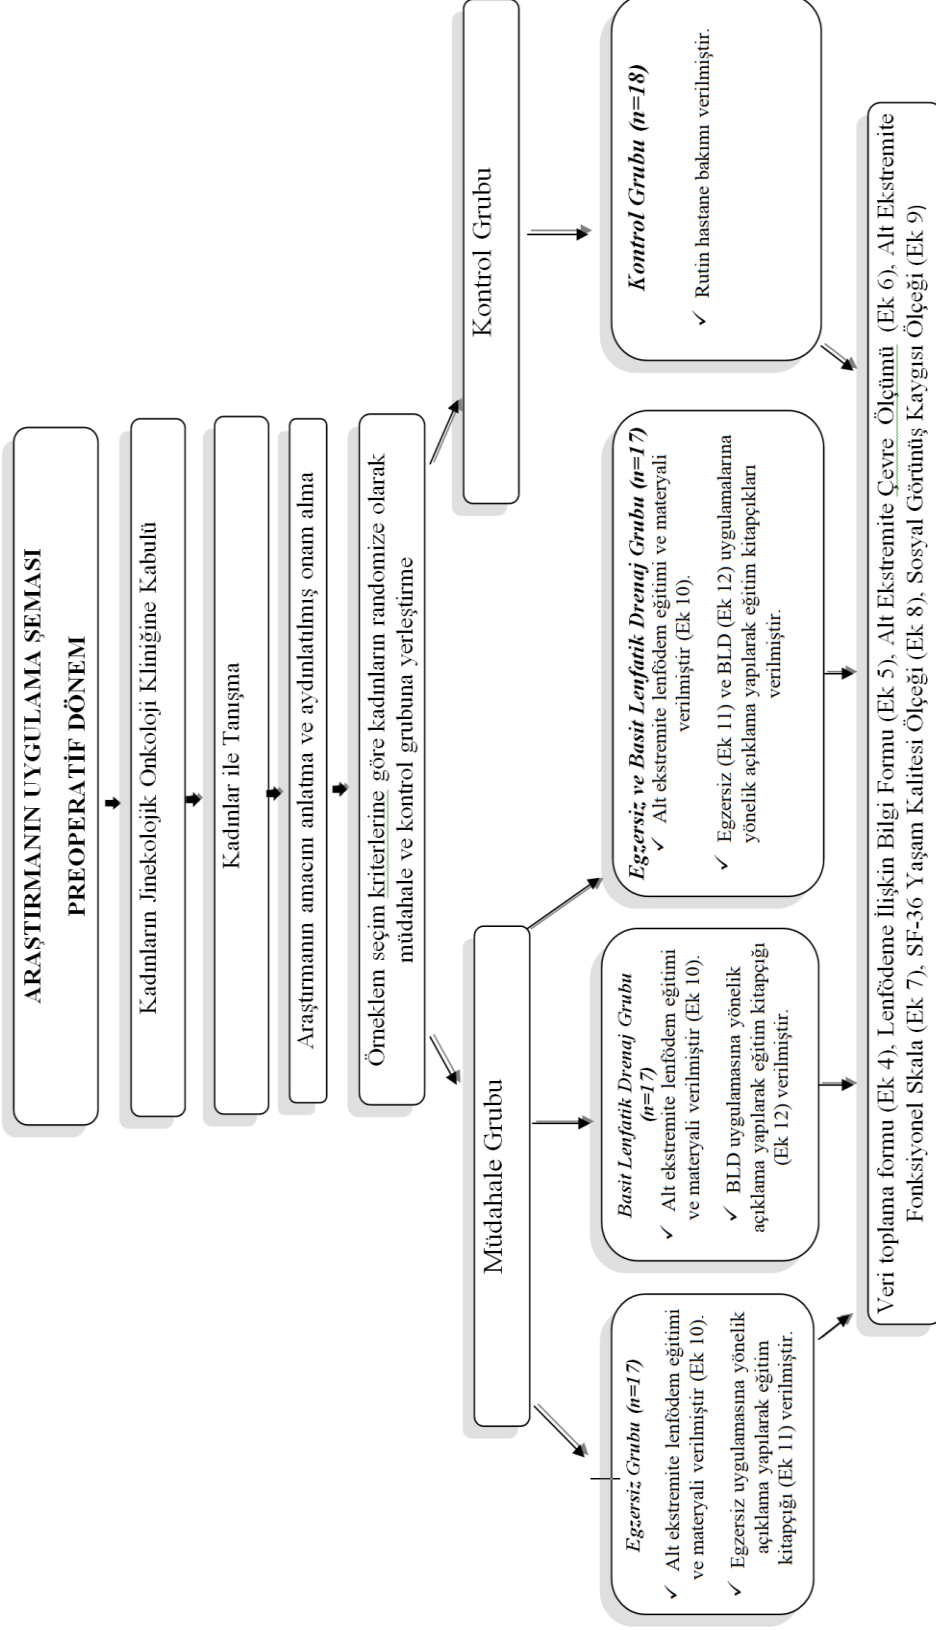 ARAŞTIRMANIN UYGULAMA ŞEMASI
PREOPERATİF DÖNEM
Kadınların Jinekolojik Onkoloji Kliniğine Kabulü
Kadınlar ile Tanışma
Araştırmanın amacını anlatma ve aydınlatılmış onam alma
Örneklem seçim kriterlerine göre kadınların randomize olarak
müdahale ve kontrol grubuna yerleştirme
Müdahale Grubu
Kontrol Grubu
Egzersiz Grubu (n=17)
✓ Alt ekstremite lenfödem eğitimi
ve materyali verilmiştir (Ek 10).
✓ Egzersiz uygulamasına yönelik
açıklama yapılarak eğitim
kitapçığı (Ek 11) verilmiştir.
Basit Lenfatik Drenaj Grubu
(n=17)
✓ Alt ekstremite lenfödem eğitimi
ve materyali verilmiştir (Ek 10).
✓ BLD uygulamasına yönelik
açıklama yapılarak eğitim kitapçığı
(Ek 12) verilmiştir.
Egzersiz ve Basit Lenfatik Drenaj Grubu (n=17)
✓ Alt ekstremite lenfödem eğitimi ve materyali
verilmiştir (Ek 10).
✓ Egzersiz (Ek 11) ve BLD (Ek 12) uygulamalarına
yönelik açıklama yapılarak eğitim kitapçıkları
verilmiştir.
Kontrol Grubu (n=18)
✓ Rutin hastane bakımı verilmiştir.
Veri toplama formu (Ek 4), Lenfödeme İlişkin Bilgi Formu (Ek 5), Alt Ekstremite Çevre Ölçümü (Ek 6), Alt Ekstremite
Fonksiyonel Skala (Ek 7), SF-36 Yaşam Kalitesi Ölçeği (Ek 8), Sosyal Görünüş Kaygısı Ölçeği (Ek 9)